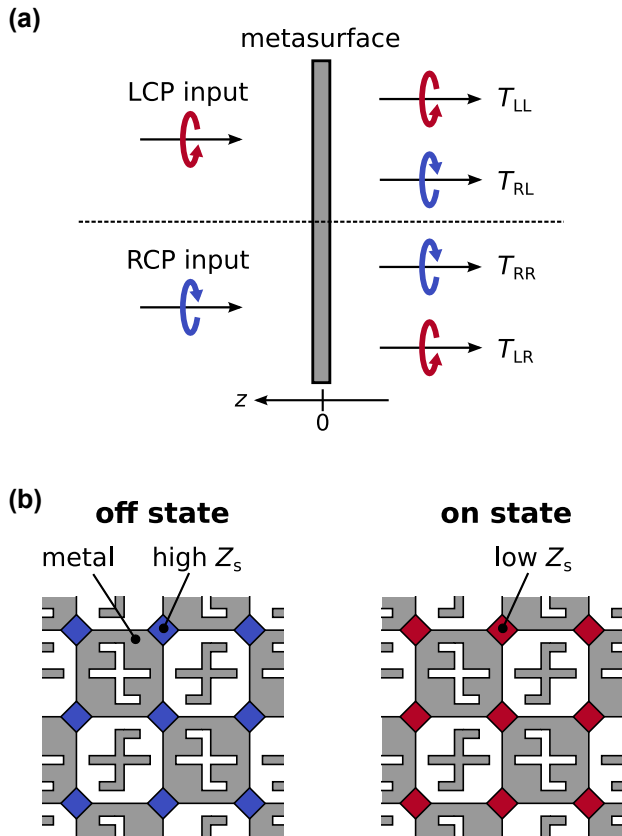 (a)
metasurface
LCP input
T_LL
T_RL
RCP input
T_RR
T_LR
z
0
(b)
off state
on state
metal
high Z_s
low Z_s